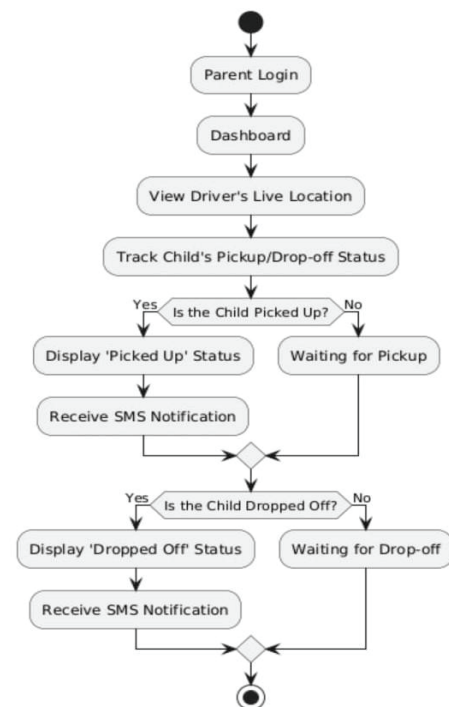 Parent Login
Dashboard
View Driver's Live Location
Track Child's Pickup/Drop-off Status
Yes
Is the Child Picked Up?
No
Display 'Picked Up' Status
Waiting for Pickup
Receive SMS Notification
Yes
Is the Child Dropped Off?
No
Display 'Dropped Off' Status
Waiting for Drop-off
Receive SMS Notification